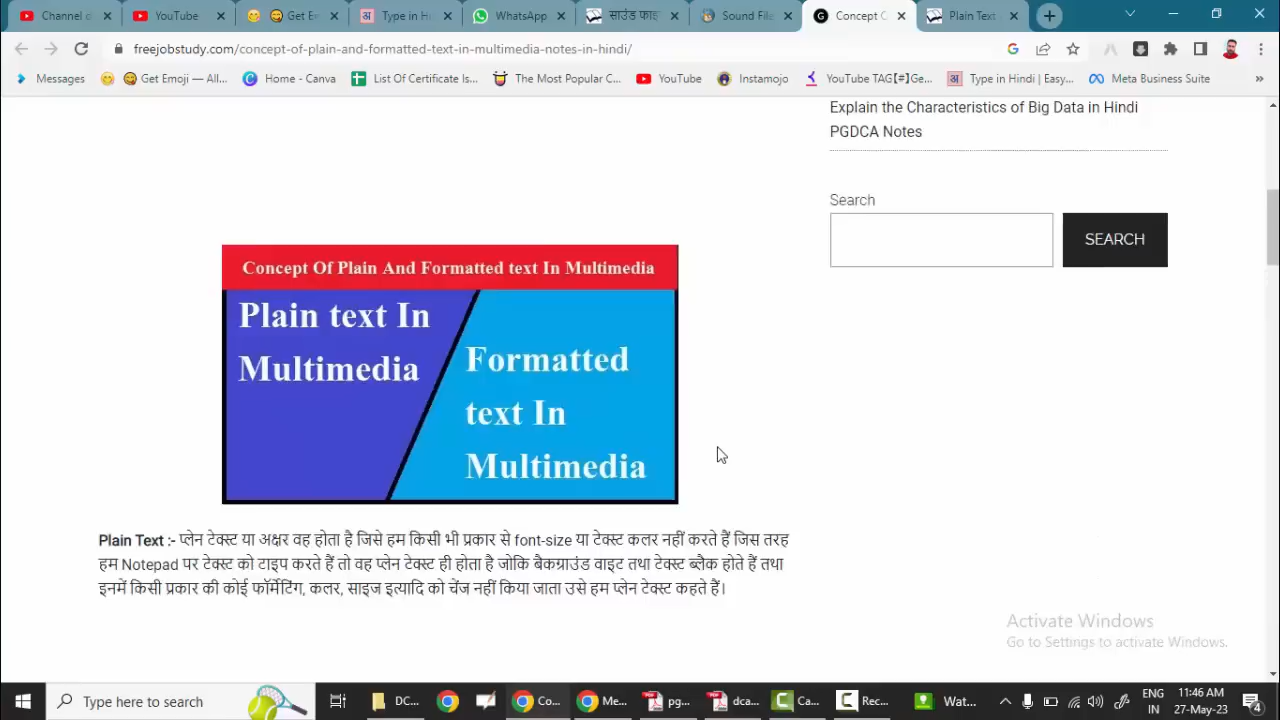 Channel d
YouTube
Get E
Type in H
WhatsApp
साउंड फाइ
Sound File
Concept C
Plain Text
freejobstudy.com/concept-of-plain-and-formatted-text-in-multimedia-notes-in-hindi/
Messages
Get Emoji — All...
Home - Canva
List Of Certificate Is...
The Most Popular C...
YouTube
Instamojo
YouTube TAG【#】Ge...
Type in Hindi | Easy...
Meta Business Suite
»
Explain the Characteristics of Big Data in Hindi
PGDCA Notes
Search
SEARCH
Concept Of Plain And Formatted text In Multimedia
Plain text In
Multimedia
Formatted
text In
Multimedia
Plain Text :- प्लेन टेक्स्ट या अक्षर वह होता है जिसे हम किसी भी प्रकार से font-size या टेक्स्ट कलर नहीं करते हैं जिस तरह
हम Notepad पर टेक्स्ट को टाइप करते हैं तो वह प्लेन टेक्स्ट ही होता है जोकि बैकग्राउंड वाइट तथा टेक्स्ट ब्लैक होते हैं तथा
इनमें किसी प्रकार की कोई फॉर्मेटिंग, कलर, साइज इत्यादि को चेंज नहीं किया जाता उसे हम प्लेन टेक्स्ट कहते हैं।
Activate Windows
Go to Settings to activate Windows.
Type here to search
DC...
Co...
Me...
pg...
dca...
Ca...
Rec...
Wat...
ENG
IN
11:46 AM
27-May-23
4